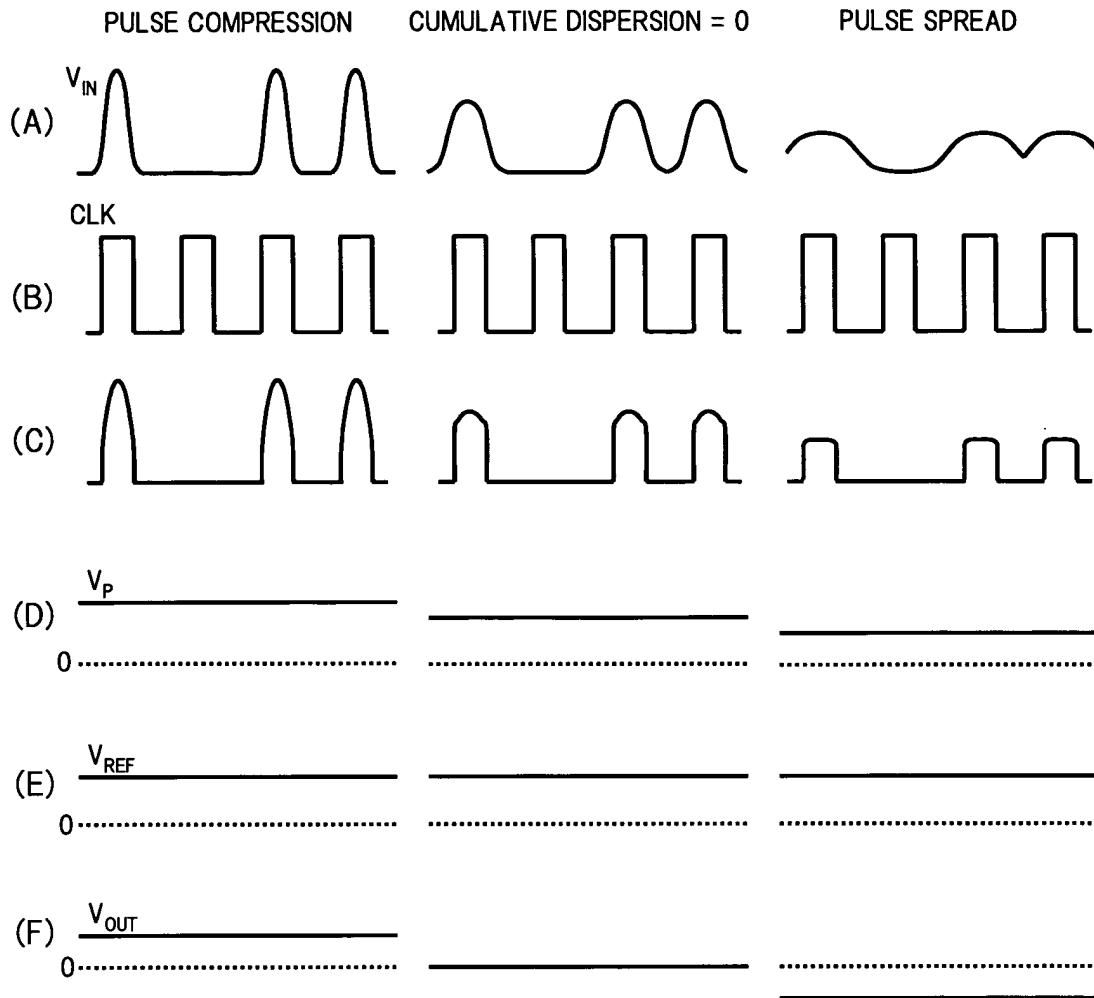 PULSE COMPRESSION CUMULATIVE DISPERSION = 0 PULSE SPREAD
(A) V_IN
CLK
(B)
(C)
(D) V_P
0
(E) V_REF
0
(F) V_OUT
0